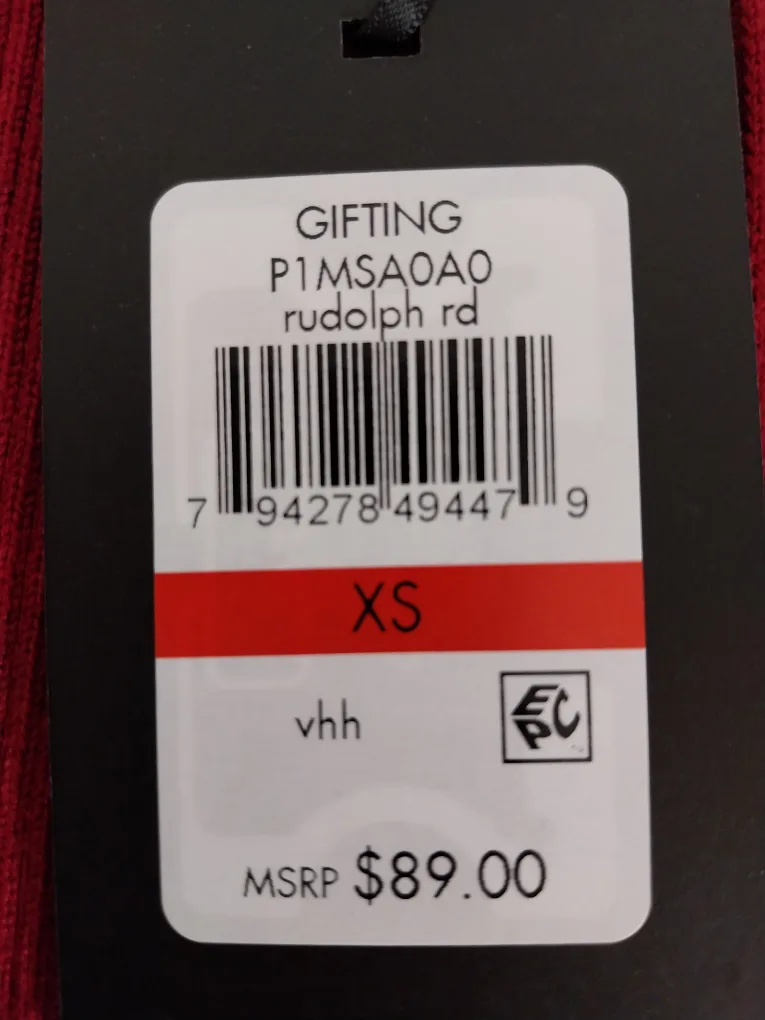 GIFTING
P1MSA0A0
rudolph rd
7 94278 49447 9
XS
vhh
EPC
MSRP $89.00